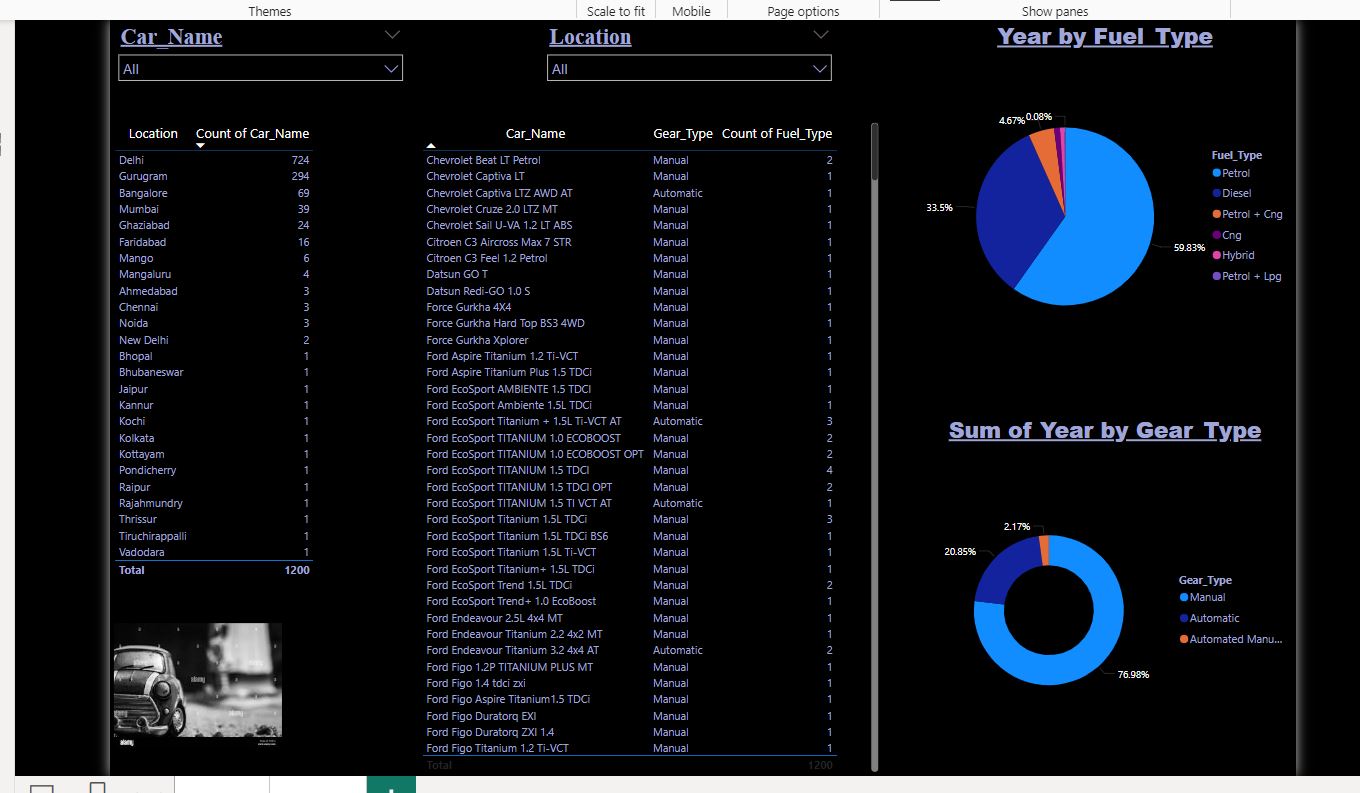 Themes
Scale to fit
Mobile
Page options
Show panes
Car_Name
All
Location
All
Year by Fuel_Type
Location Count of Car_Name
Delhi 724
Gurugram 294
Bangalore 69
Mumbai 39
Ghaziabad 24
Faridabad 16
Mango 6
Mangaluru 4
Ahmedabad 3
Chennai 3
Noida 3
New Delhi 2
Bhopal 1
Bhubaneswar 1
Jaipur 1
Kannur 1
Kochi 1
Kolkata 1
Kottayam 1
Pondicherry 1
Raipur 1
Rajahmundry 1
Thrissur 1
Tiruchirappalli 1
Vadodara 1
Total 1200
alamy
alamy
alamy
alamy
alamy
Car_Name Gear_Type Count of Fuel_Type
Chevrolet Beat LT Petrol Manual 2
Chevrolet Captiva LT Manual 1
Chevrolet Captiva LTZ AWD AT Automatic 1
Chevrolet Cruze 2.0 LTZ MT Manual 1
Chevrolet Sail U-VA 1.2 LT ABS Manual 1
Citroen C3 Aircross Max 7 STR Manual 1
Citroen C3 Feel 1.2 Petrol Manual 1
Datsun GO T Manual 1
Datsun Redi-GO 1.0 S Manual 1
Force Gurkha 4X4 Manual 1
Force Gurkha Hard Top BS3 4WD Manual 1
Force Gurkha Xplorer Manual 1
Ford Aspire Titanium 1.2 Ti-VCT Manual 1
Ford Aspire Titanium Plus 1.5 TDCi Manual 1
Ford EcoSport AMBIENTE 1.5 TDCI Manual 1
Ford EcoSport Ambiente 1.5L TDCi Manual 1
Ford EcoSport Titanium + 1.5L Ti-VCT AT Automatic 3
Ford EcoSport TITANIUM 1.0 ECOBOOST Manual 2
Ford EcoSport TITANIUM 1.0 ECOBOOST OPT Manual 2
Ford EcoSport TITANIUM 1.5 TDCI Manual 4
Ford EcoSport TITANIUM 1.5 TDCI OPT Manual 2
Ford EcoSport TITANIUM 1.5 TI VCT AT Automatic 1
Ford EcoSport Titanium 1.5L TDCi Manual 3
Ford EcoSport Titanium 1.5L TDCi BS6 Manual 1
Ford EcoSport Titanium 1.5L Ti-VCT Manual 1
Ford EcoSport Titanium+ 1.5L TDCi Manual 1
Ford EcoSport Trend 1.5L TDCi Manual 2
Ford EcoSport Trend+ 1.0 EcoBoost Manual 1
Ford Endeavour 2.5L 4x4 MT Manual 1
Ford Endeavour Titanium 2.2 4x2 MT Manual 1
Ford Endeavour Titanium 3.2 4x4 AT Automatic 2
Ford Figo 1.2P TITANIUM PLUS MT Manual 1
Ford Figo 1.4 tdci zxi Manual 1
Ford Figo Aspire Titanium1.5 TDCi Manual 1
Ford Figo Duratorq EXI Manual 1
Ford Figo Duratorq ZXI 1.4 Manual 1
Ford Figo Titanium 1.2 Ti-VCT Manual 1
Total 1200
4.67%
0.08%
33.5%
59.83%
Fuel_Type
Petrol
Diesel
Petrol + Cng
Cng
Hybrid
Petrol + Lpg
Sum of Year by Gear_Type
2.17%
20.85%
76.98%
Gear_Type
Manual
Automatic
Automated Manu...